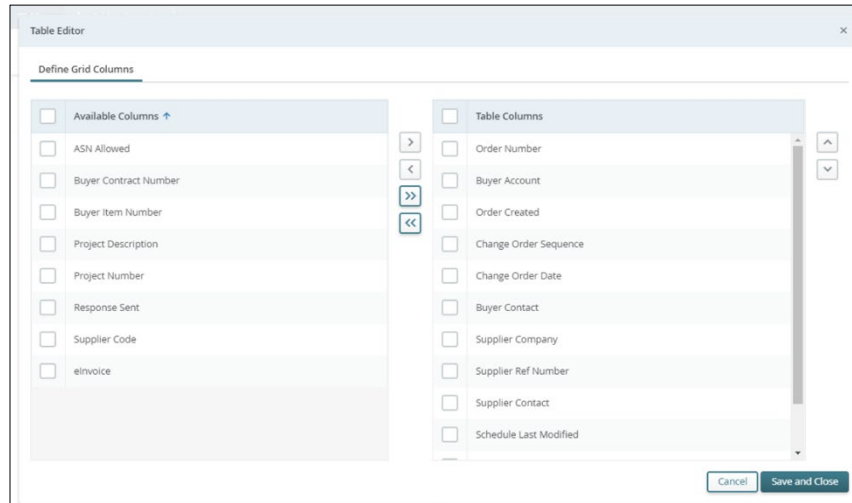 Table Editor
Define Grid Columns
Available Columns
ASN Allowed
Buyer Contract Number
Buyer Item Number
Project Description
Project Number
Response Sent
Supplier Code
eInvoice
Table Columns
Order Number
Buyer Account
Order Created
Change Order Sequence
Change Order Date
Buyer Contact
Supplier Company
Supplier Ref Number
Supplier Contact
Schedule Last Modified
Cancel
Save and Close